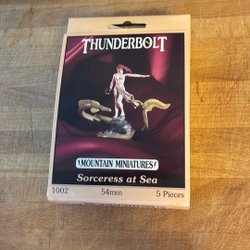 THUNDERBOLT
MOUNTAIN MINIATURES
Sorceress at Sea
1002 54mm 5 Pieces